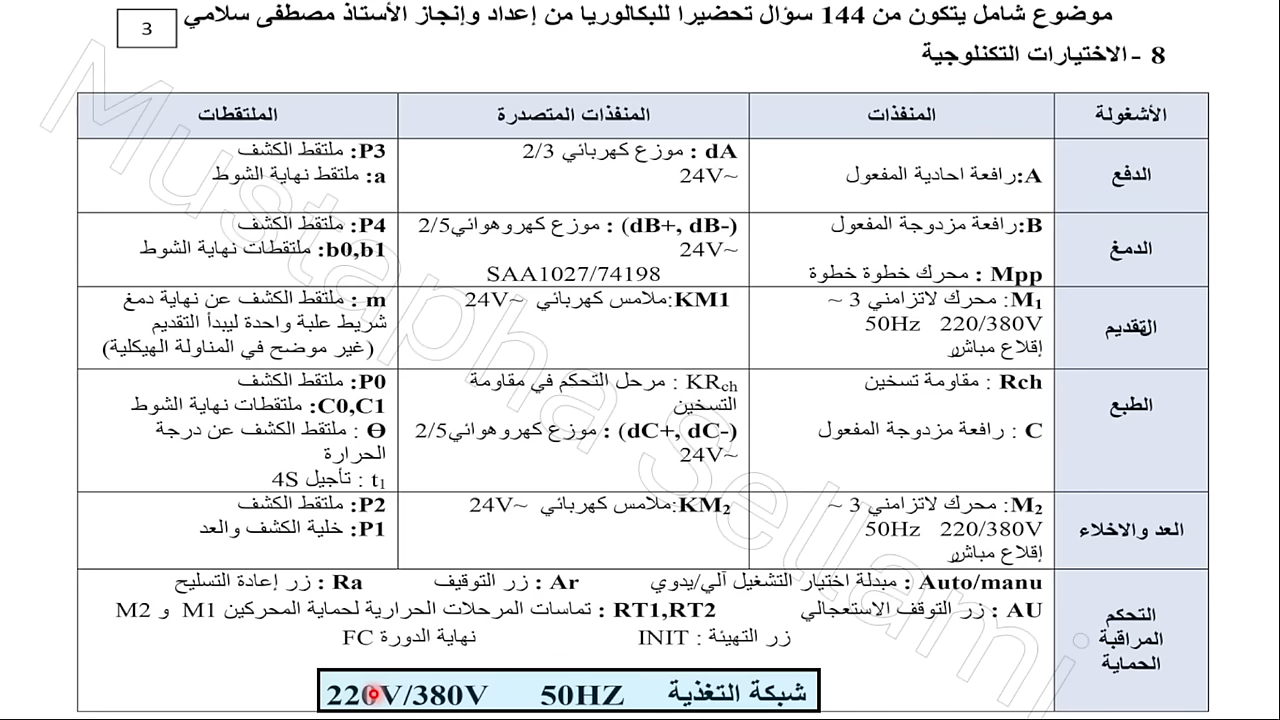 موضوع شامل يتكون من 144 سؤال تحضيرا للبكالوريا من إعداد وإنجاز الأستاذ مصطفى سلامي
3
8 - الاختيارات التكنلوجية
الأشغولة
المنفذات
المنفذات المتصدرة
الملتقطات
الدفع
A:رافعة احادية المفعول
dA : موزع كهربائي 2/3
24V~
P3: ملتقط الكشف
a: ملتقط نهاية الشوط
الدمغ
B:رافعة مزدوجة المفعول
Mpp : محرك خطوة خطوة
(dB+, dB-) : موزع كهروهوائي2/5
24V~
SAA1027/74198
P4: ملتقط الكشف
b0,b1: ملتقطات نهاية الشوط
التقديم
M1: محرك لاتزامني 3 ~
50Hz 220/380V
إقلاع مباشر
KM1:ملامس كهربائي ~24V
m : ملتقط الكشف عن نهاية دمغ
شريط علبة واحدة ليبدأ التقديم
(غير موضح في المناولة الهيكلية)
الطبع
Rch : مقاومة تسخين
C : رافعة مزدوجة المفعول
KRch : مرحل التحكم في مقاومة
التسخين
(dC+, dC-) : موزع كهروهوائي2/5
24V~
P0: ملتقط الكشف
C0,C1: ملتقطات نهاية الشوط
Ɵ : ملتقط الكشف عن درجة
الحرارة
t1 : تأجيل 4S
العد والاخلاء
M2: محرك لاتزامني 3 ~
50Hz 220/380V
إقلاع مباشر
KM2:ملامس كهربائي ~24V
P2: ملتقط الكشف
P1: خلية الكشف والعد
التحكم
المراقبة
الحماية
Auto/manu : مبدلة اختيار التشغيل آلي/يدوي Ar : زر التوقيف Ra : زر إعادة التسليح
AU : زر التوقف الاستعجالي RT1,RT2 : تماسات المرحلات الحرارية لحماية المحركين M1 و M2
زر التهيئة : INIT نهاية الدورة FC
شبكة التغذية 50HZ 220V/380V
Mustapha Sellami